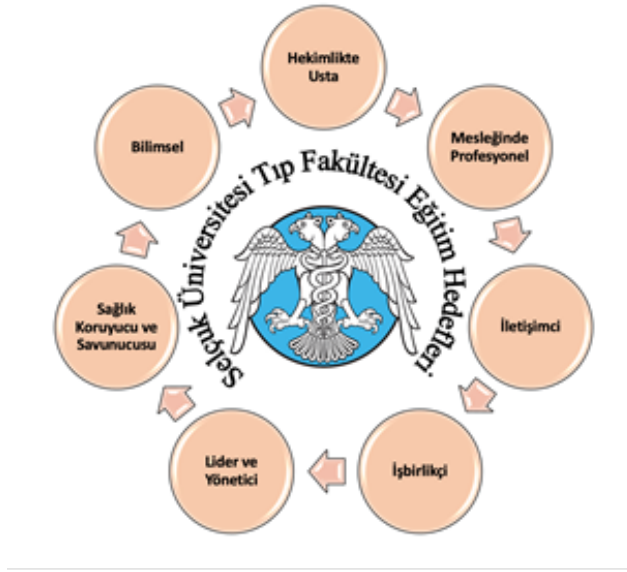 Hekimlikte
Usta
Mesleğinde
Profesyonel
İletişimci
İşbirlikçi
Lider ve
Yönetici
Sağlık
Koruyucu ve
Savunucusu
Bilimsel
Selçuk Üniversitesi Tıp Fakültesi Eğitim Hedefleri